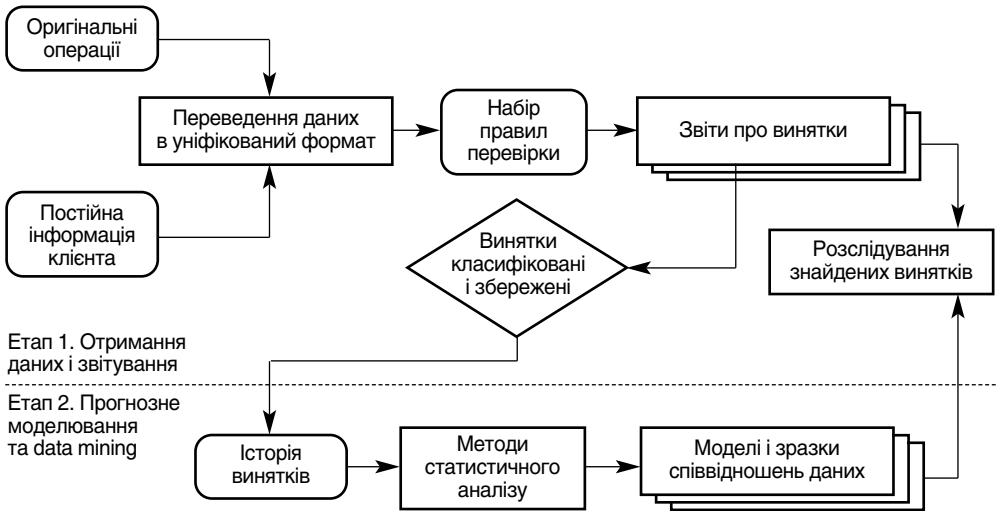 Оригінальні
операції
Переведення даних
в уніфікований формат
Набір
правил
перевірки
Звіти про винятки
Постійна
інформація
клієнта
Винятки
класифіковані
і збережені
Розслідування
знайдених винятків
Етап 1. Отримання
даних і звітування
Етап 2. Прогнозне
моделювання
та data mining
Історія
винятків
Методи
статистичного
аналізу
Моделі і зразки
співвідношень даних